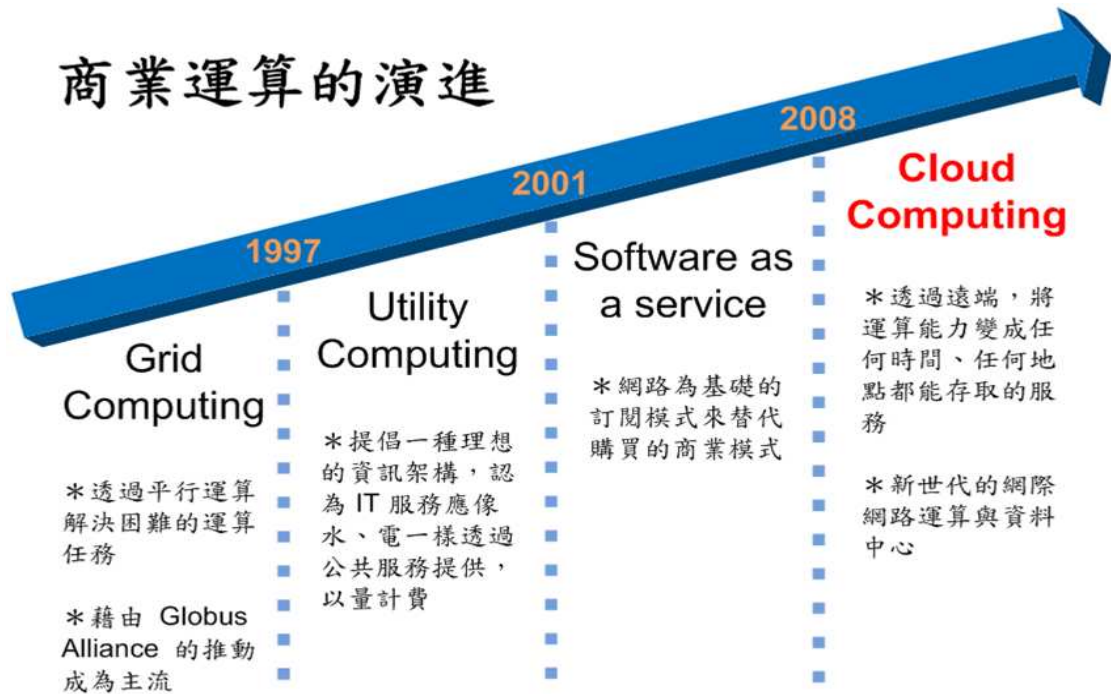 商業運算的演進
1997
2001
2008
Grid
Computing
＊透過平行運算
解決困難的運算
任務
＊藉由 Globus
Alliance 的推動
成為主流
Utility
Computing
＊提倡一種理想
的資訊架構，認
為 IT 服務應像
水、電一樣透過
公共服務提供，
以量計費
Software as
a service
＊網路為基礎的
訂閱模式來替代
購買的商業模式
Cloud
Computing
＊透過遠端，將
運算能力變成任
何時間、任何地
點都能存取的服
務
＊新世代的網際
網路運算與資料
中心